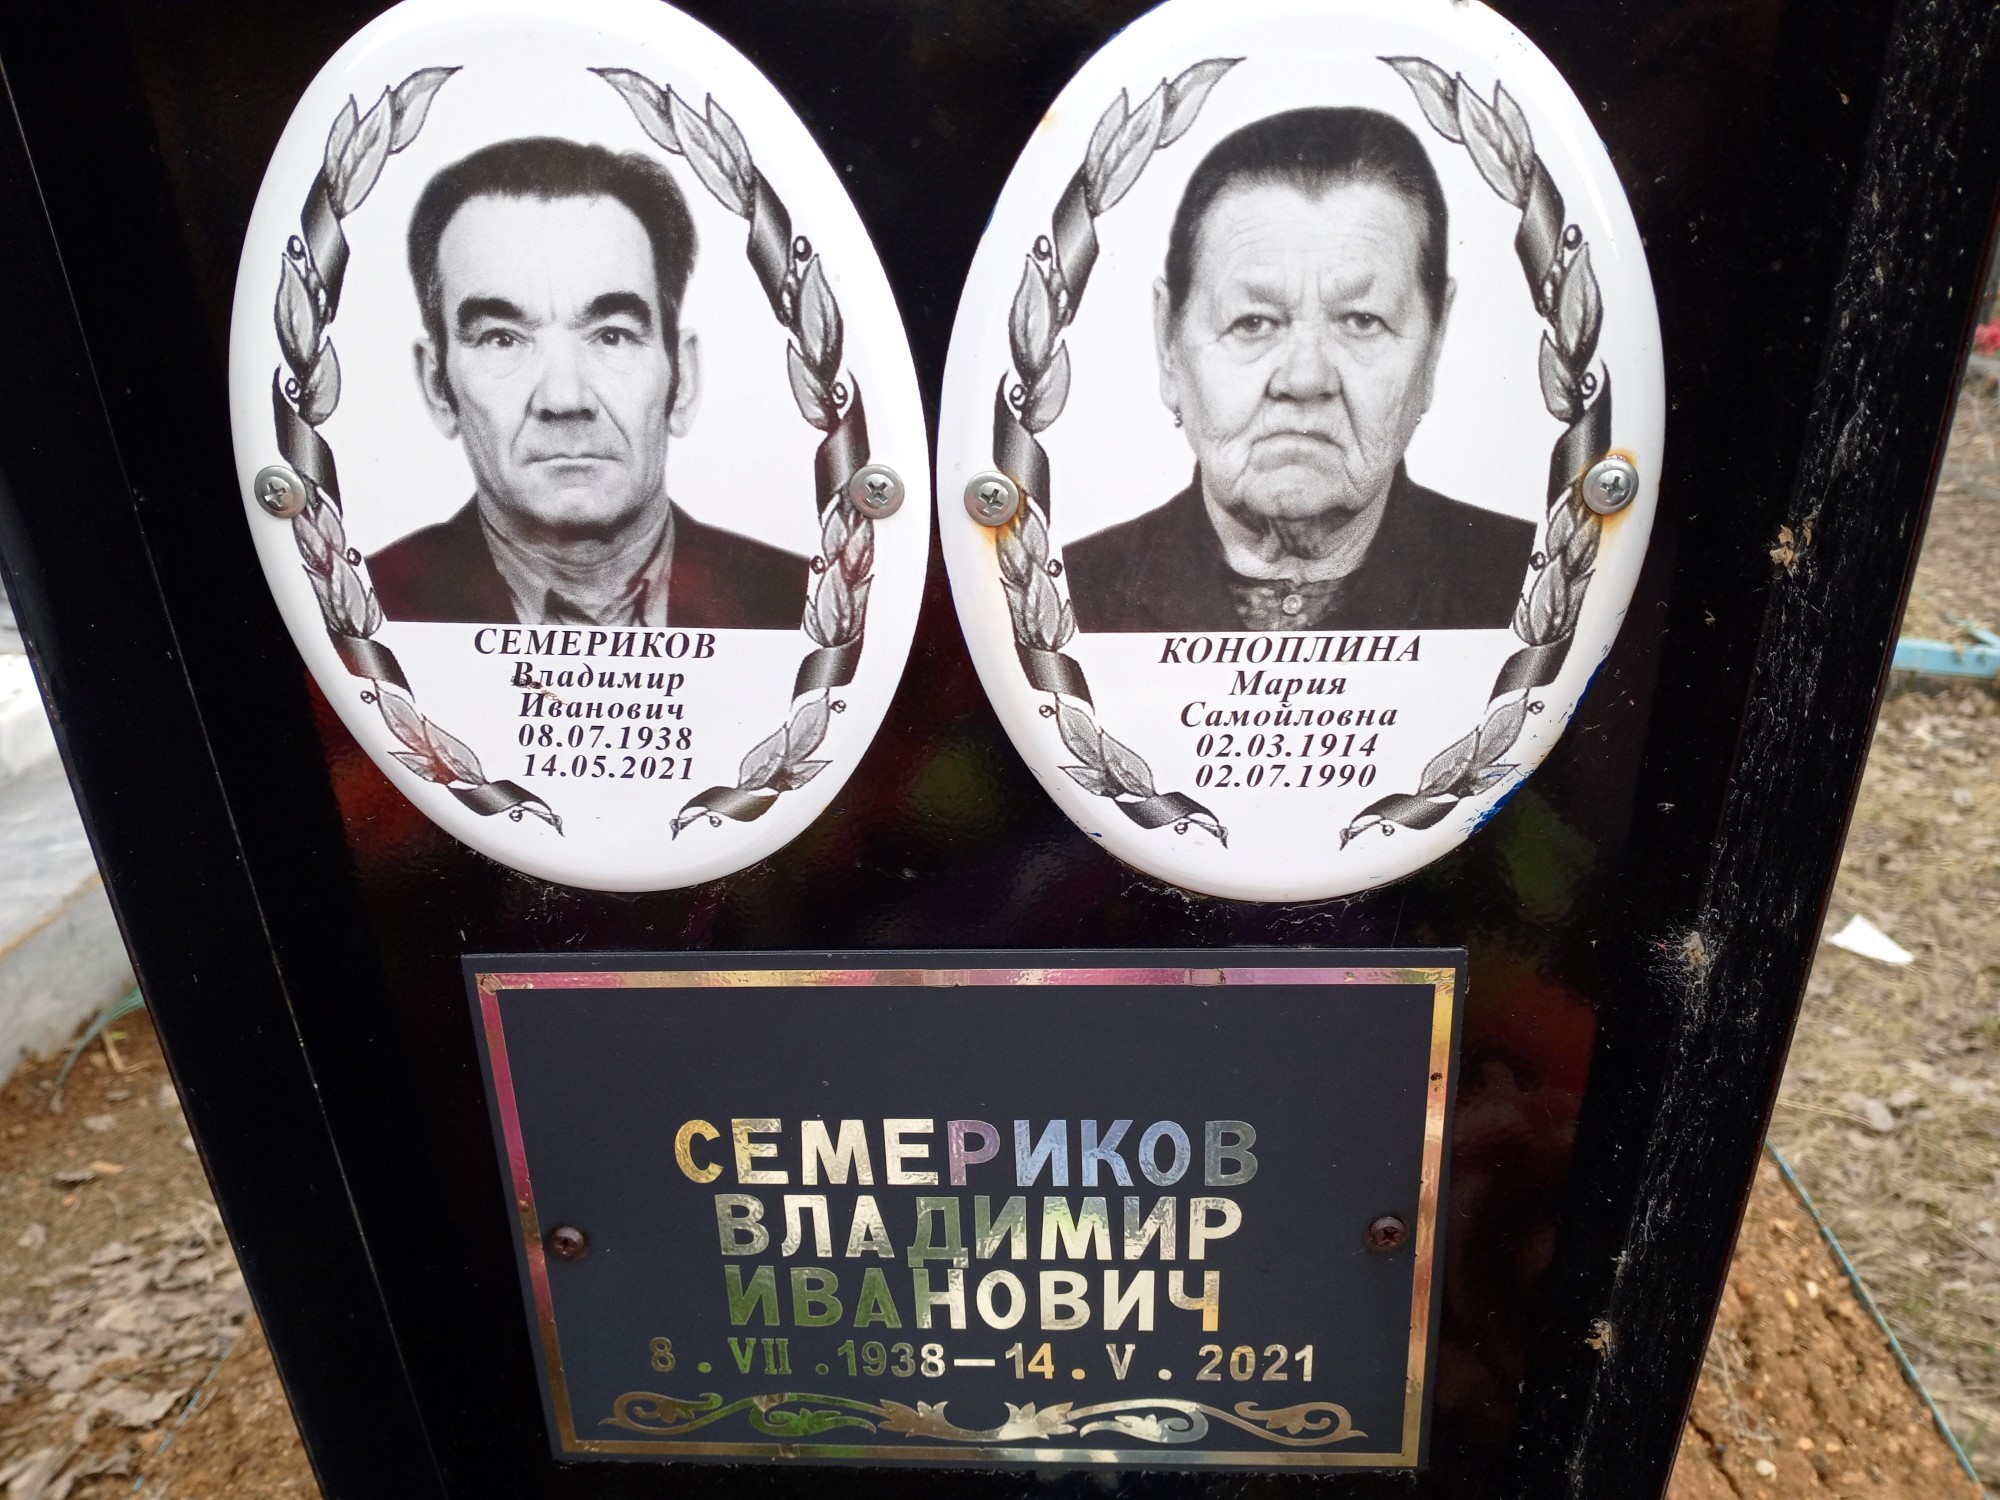 СЕМЕРИКОВ
Владимир
Иванович
08.07.1938
14.05.2021
КОНОПЛИНА
Мария
Самойловна
02.03.1914
02.07.1990
СЕМЕРИКОВ
ВЛАДИМИР
ИВАНОВИЧ
8.VII.1938—14.V.2021